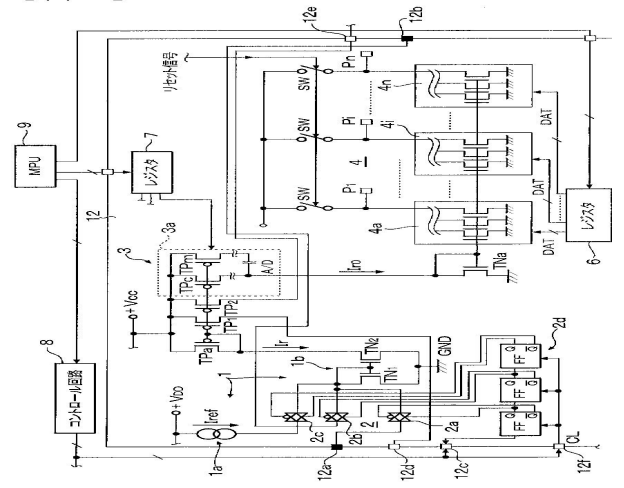 9
MPU
12e
12b
リセット信号
SW
SW
SW
Pn
Pi
Pi
7
レジスタ
12
3
3a
4n
4i
4
4a
DAT
DAT
DAT
レジスタ
6
+Vcc
TPa
TP1
TP2
TPc
TPm
A/D
Ir0
TNa
8
コントロール回路
+VDD
Iref
1a
1
Ir
1b
TN1
TN2
GND
2c
2b
2
2a
2d
Q
FF
Q
Q
FF
Q
Q
FF
Q
12a
12d
12c
CL
12f